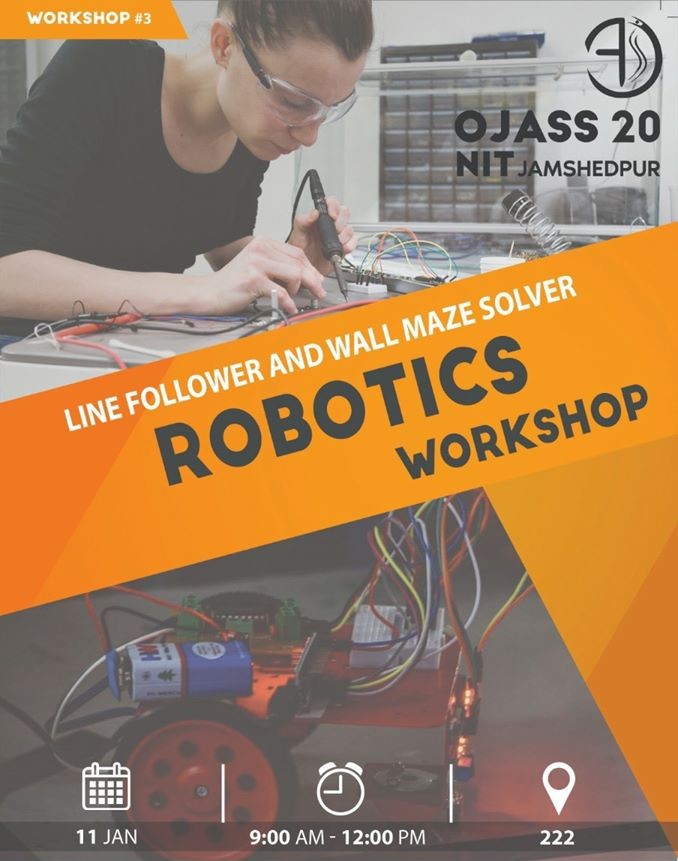 WORKSHOP #3
OJASS 20
NIT JAMSHEDPUR
LINE FOLLOWER AND WALL MAZE SOLVER
ROBOTICS
WORKSHOP
HW
11 JAN
9:00 AM - 12:00 PM
222